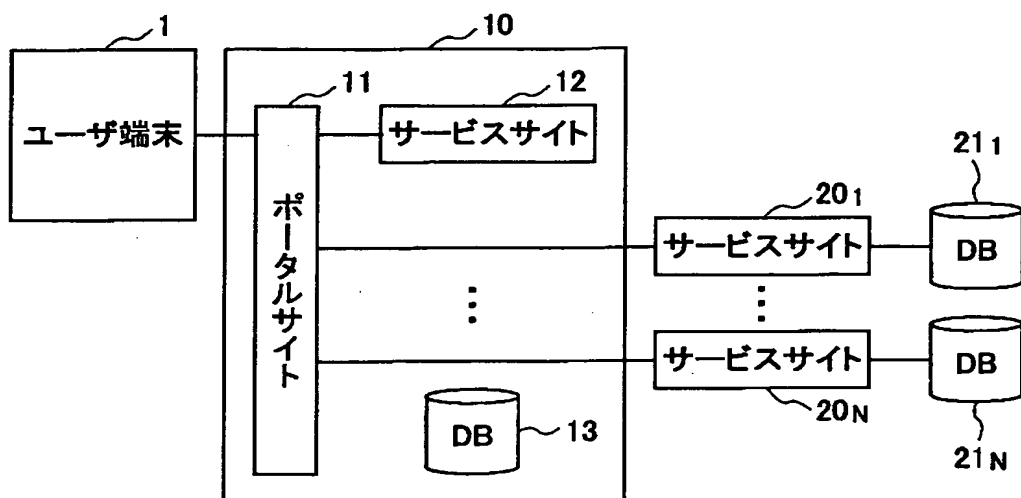 1
10
ユーザ端末
11
ポータルサイト
12
サービスサイト
20₁
サービスサイト
21₁
DB
サービスサイト
20N
DB
21N
DB
13